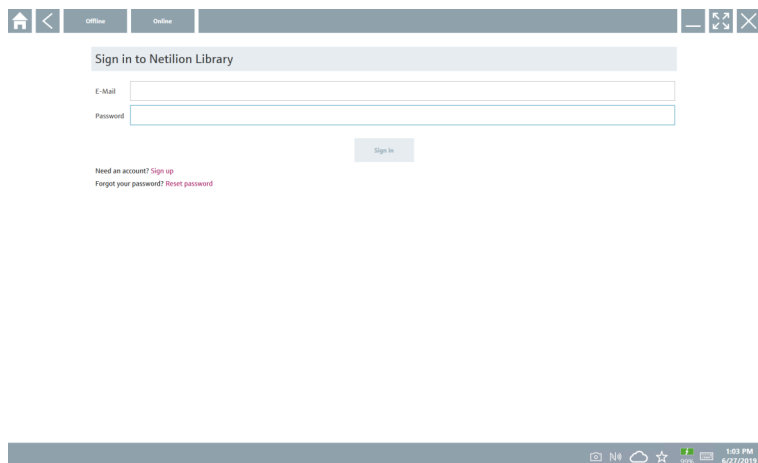 Offline Online
Sign in to Netilion Library
E-Mail
Password
Sign in
Need an account? Sign up
Forgot your password? Reset password
1:03 PM
99% 6/27/2019